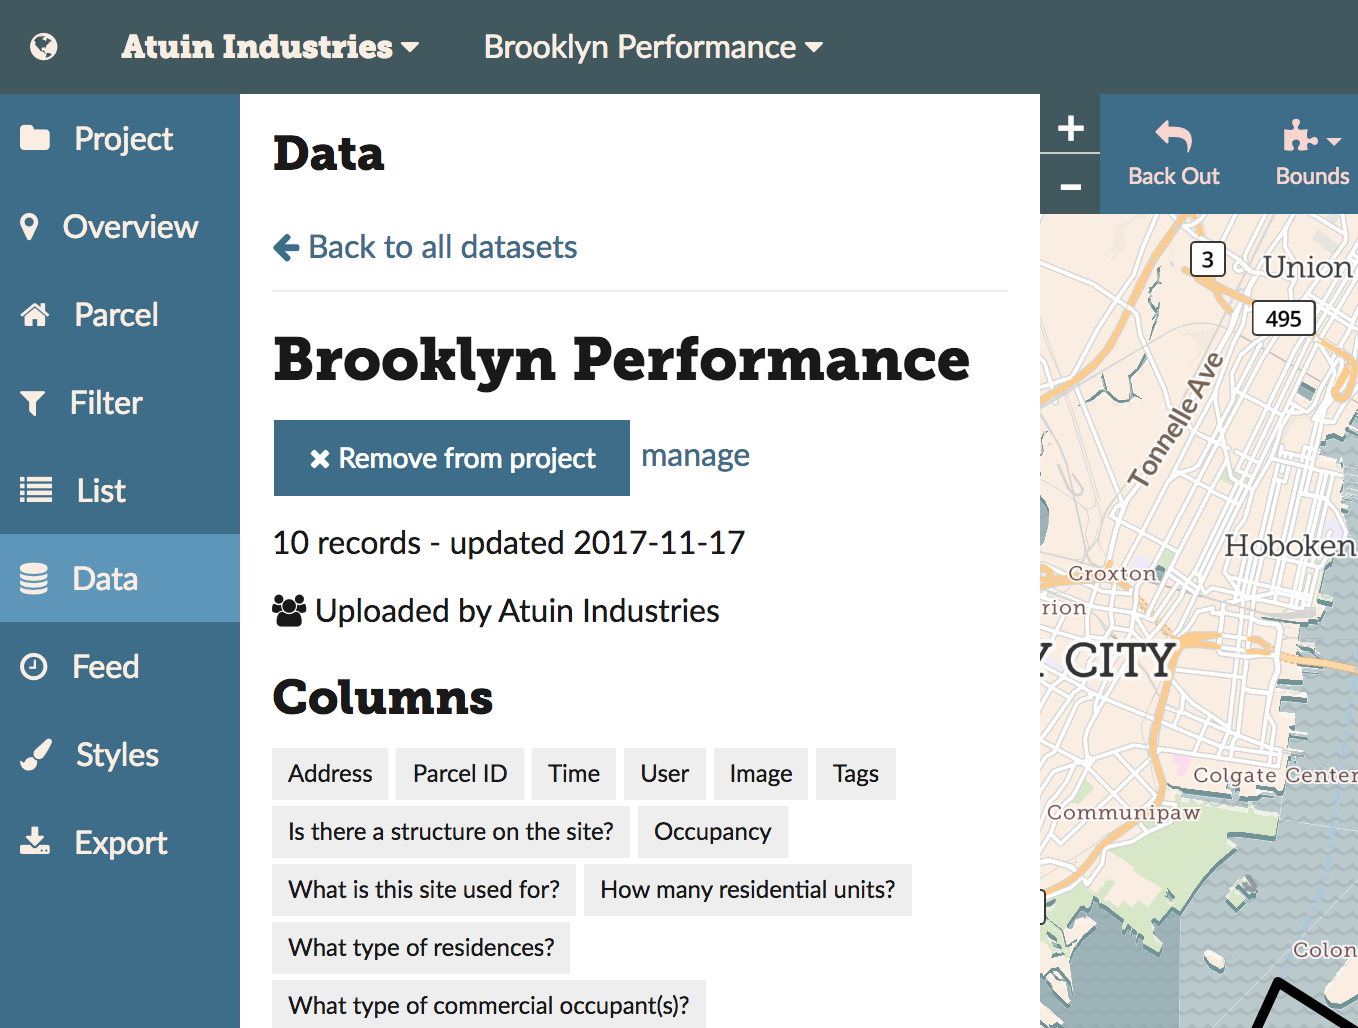 Atuin Industries
Brooklyn Performance
Project
Overview
Parcel
Filter
List
Data
Feed
Styles
Export
Data
Back to all datasets
Brooklyn Performance
Remove from project
manage
10 records - updated 2017-11-17
Uploaded by Atuin Industries
Columns
Address Parcel ID Time User Image Tags
Is there a structure on the site? Occupancy
What is this site used for? How many residential units?
What type of residences?
What type of commercial occupant(s)?
+
−
Back Out
Bounds
3
Union
495
Tonnelle Ave
Hoboken
Croxton
rion
Y CITY
Colgate Center
Communipaw
Colon